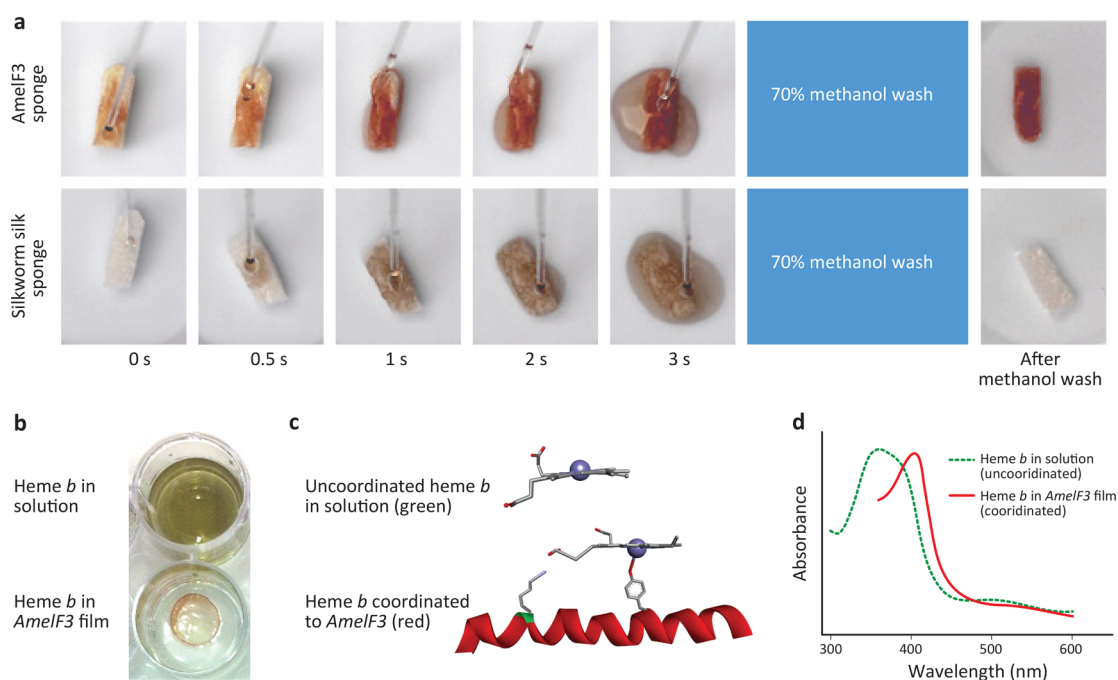 a
AmelF3
sponge
70% methanol wash
Silkworm silk
sponge
70% methanol wash
0 s
0.5 s
1 s
2 s
3 s
After
methanol wash
b
Heme b in
solution
Heme b in
AmelF3 film
c
Uncoordinated heme b
in solution (green)
Heme b coordinated
to AmelF3 (red)
d
Heme b in solution
(uncooridinated)
Heme b in AmelF3 film
(cooridinated)
Absorbance
300
400
500
600
Wavelength (nm)